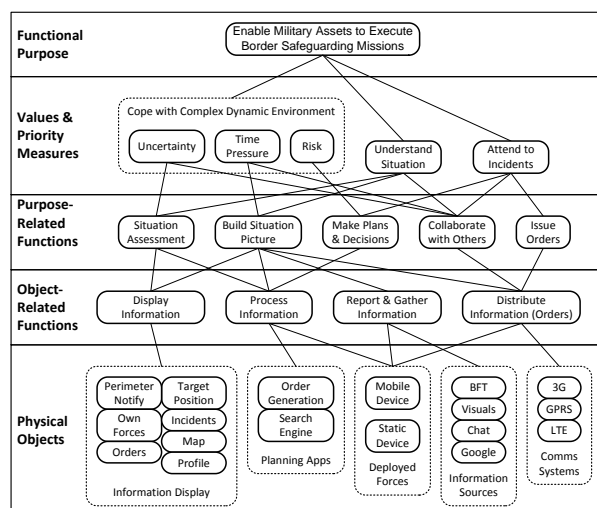 Functional
Purpose
Enable Military Assets to Execute
Border Safeguarding Missions
Values &
Priority
Measures
Cope with Complex Dynamic Environment
Uncertainty
Time
Pressure
Risk
Understand
Situation
Attend to
Incidents
Purpose-
Related
Functions
Situation
Assessment
Build Situation
Picture
Make Plans
& Decisions
Collaborate
with Others
Issue
Orders
Object-
Related
Functions
Display
Information
Process
Information
Report & Gather
Information
Distribute
Information (Orders)
Physical
Objects
Perimeter
Notify
Own
Forces
Orders
Target
Position
Incidents
Map
Profile
Information Display
Order
Generation
Search
Engine
Planning Apps
Mobile
Device
Static
Device
Deployed
Forces
BFT
Visuals
Chat
Google
Information
Sources
3G
GPRS
LTE
Comms
Systems